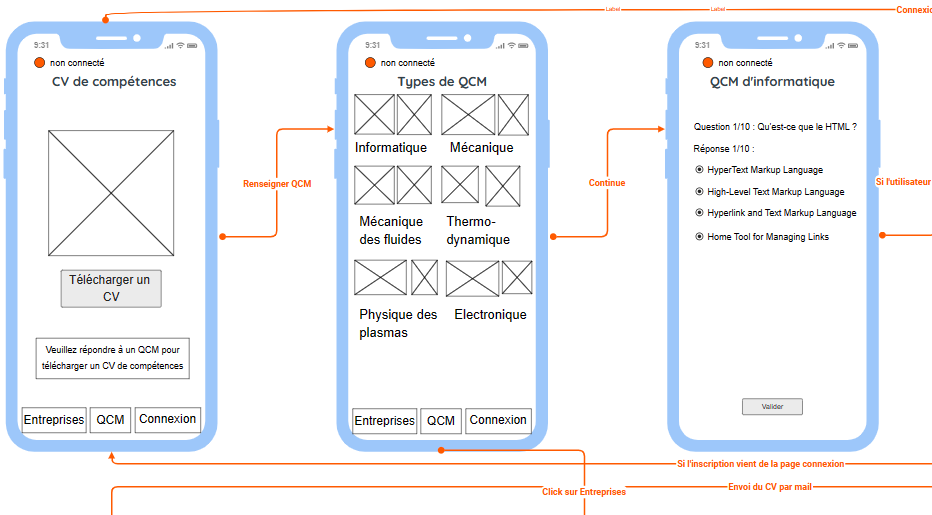 Label
Label
Connexio
9:31
non connecté
CV de compétences
Télécharger un
CV
Veuillez répondre à un QCM pour
télécharger un CV de compétences
Entreprises
QCM
Connexion
Renseigner QCM
9:31
non connecté
Types de QCM
Informatique
Mécanique
Mécanique
des fluides
Thermo-
dynamique
Physique des
plasmas
Electronique
Entreprises
QCM
Connexion
Continue
9:31
non connecté
QCM d'informatique
Question 1/10 : Qu'est-ce que le HTML ?
Réponse 1/10 :
HyperText Markup Language
High-Level Text Markup Language
Hyperlink and Text Markup Language
Home Tool for Managing Links
Valider
Si l'utilisateur
Si l'inscription vient de la page connexion
Envoi du CV par mail
Click sur Entreprises